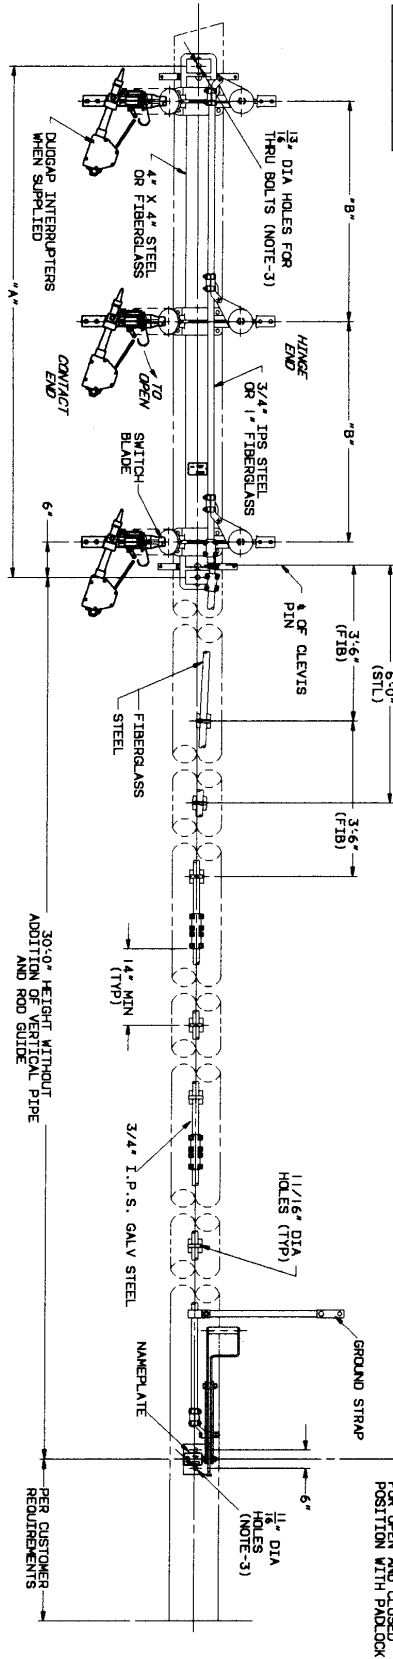 13/16" DIA HOLES FOR
THRU BOLTS (NOTE-3)
4" X 4" STEEL
OR FIBERGLASS
DUOGAP INTERRUPTERS
WHEN SUPPLIED
"A"
"B"
"B"
HINGE
END
CONTACT
END
TO
OPEN
3/4" IPS STEEL
OR 1" FIBERGLASS
SWITCH
BLADE
6"
℄ OF CLEVIS
PIN
6'-0"
(STL)
3'6"
(FIB)
3'6"
(FIB)
FIBERGLASS
STEEL
14" MIN
(TYP)
30'-0" HEIGHT WITHOUT
ADDITION OF VERTICAL PIPE
AND ROD GUIDE
3/4" I.P.S. GALV STEEL
11/16" DIA
HOLES (TYP)
GROUND STRAP
NAMEPLATE
6"
11/16" DIA
HOLES
(NOTE-3)
PER CUSTOMER
REQUIREMENTS
FOR OPEN AND CLOSED
POSITION WITH PADLOCK